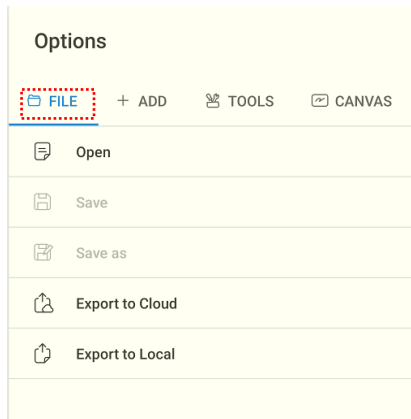 Options
FILE ADD TOOLS CANVAS
Open
Save
Save as
Export to Cloud
Export to Local